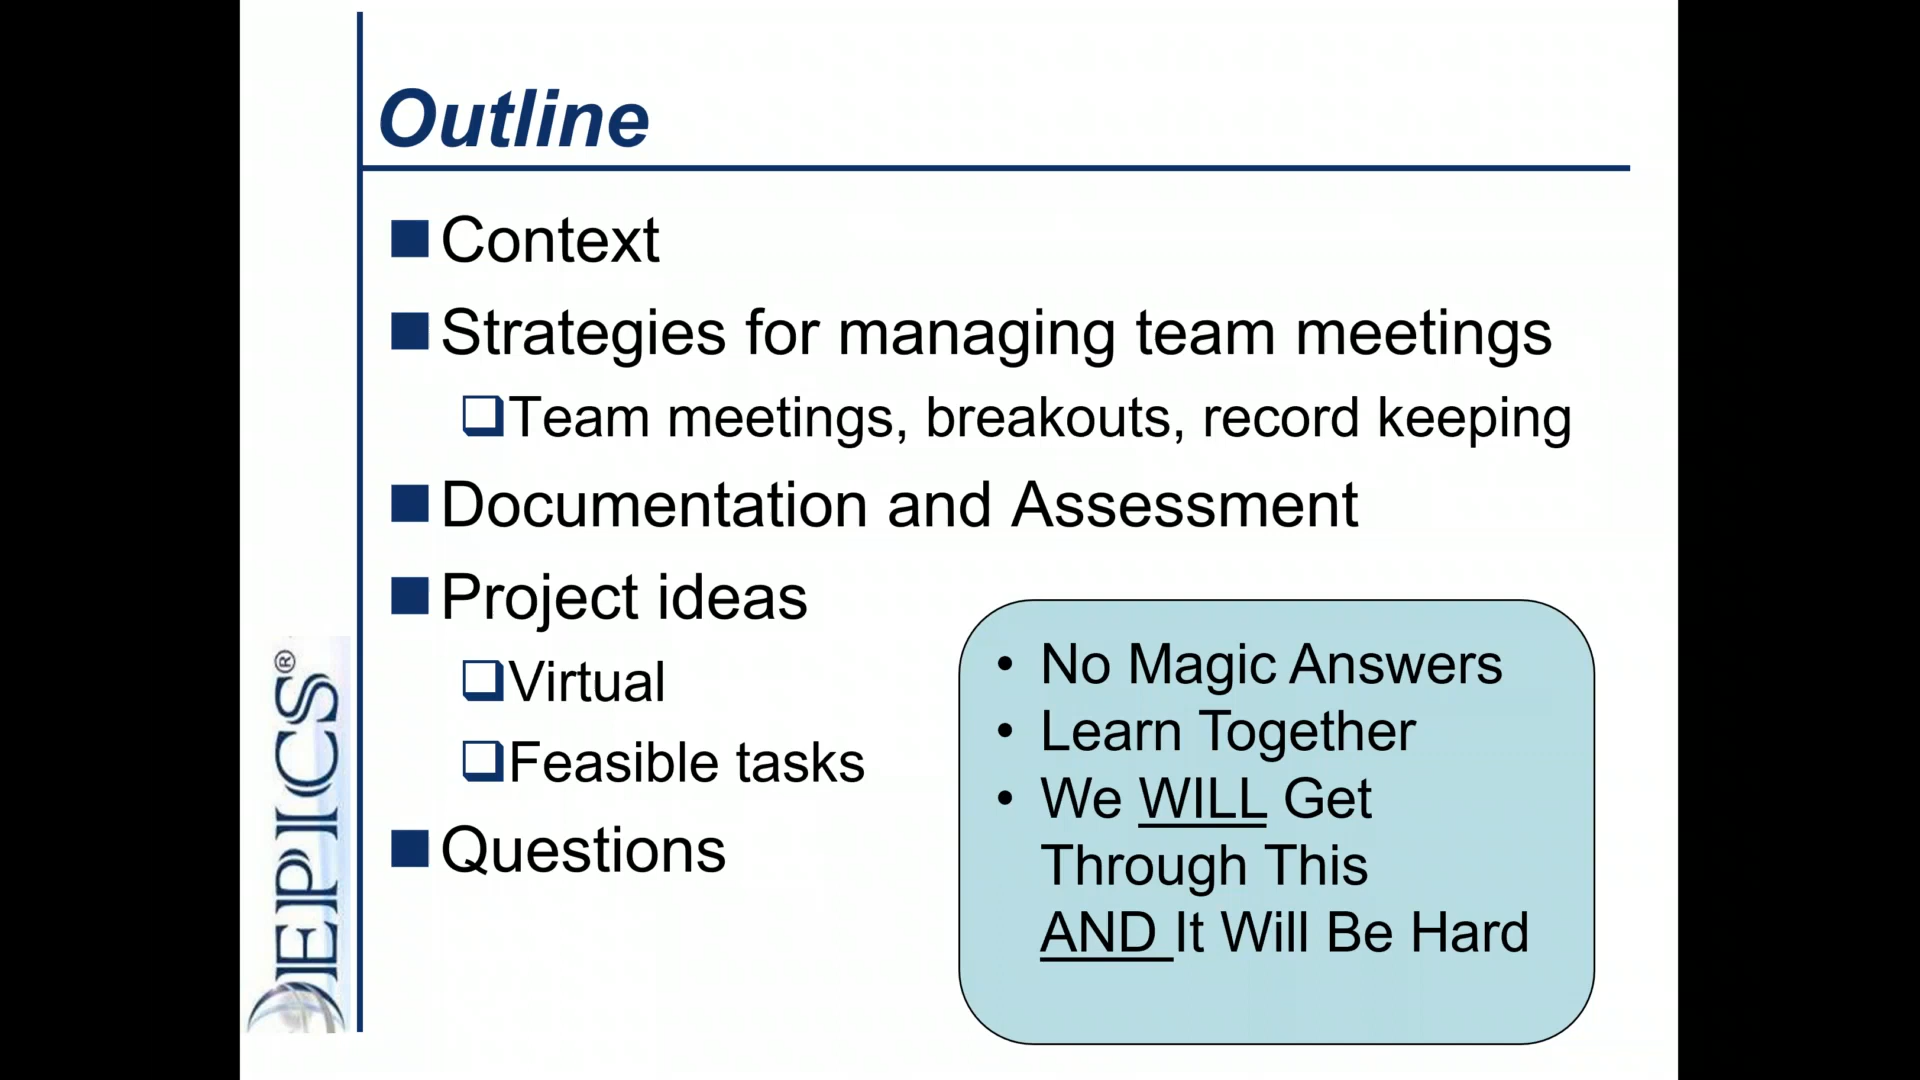 Outline
Context
Strategies for managing team meetings
Team meetings, breakouts, record keeping
Documentation and Assessment
Project ideas
Virtual
Feasible tasks
Questions
• No Magic Answers
• Learn Together
• We WILL Get
Through This
AND It Will Be Hard
EPICS®